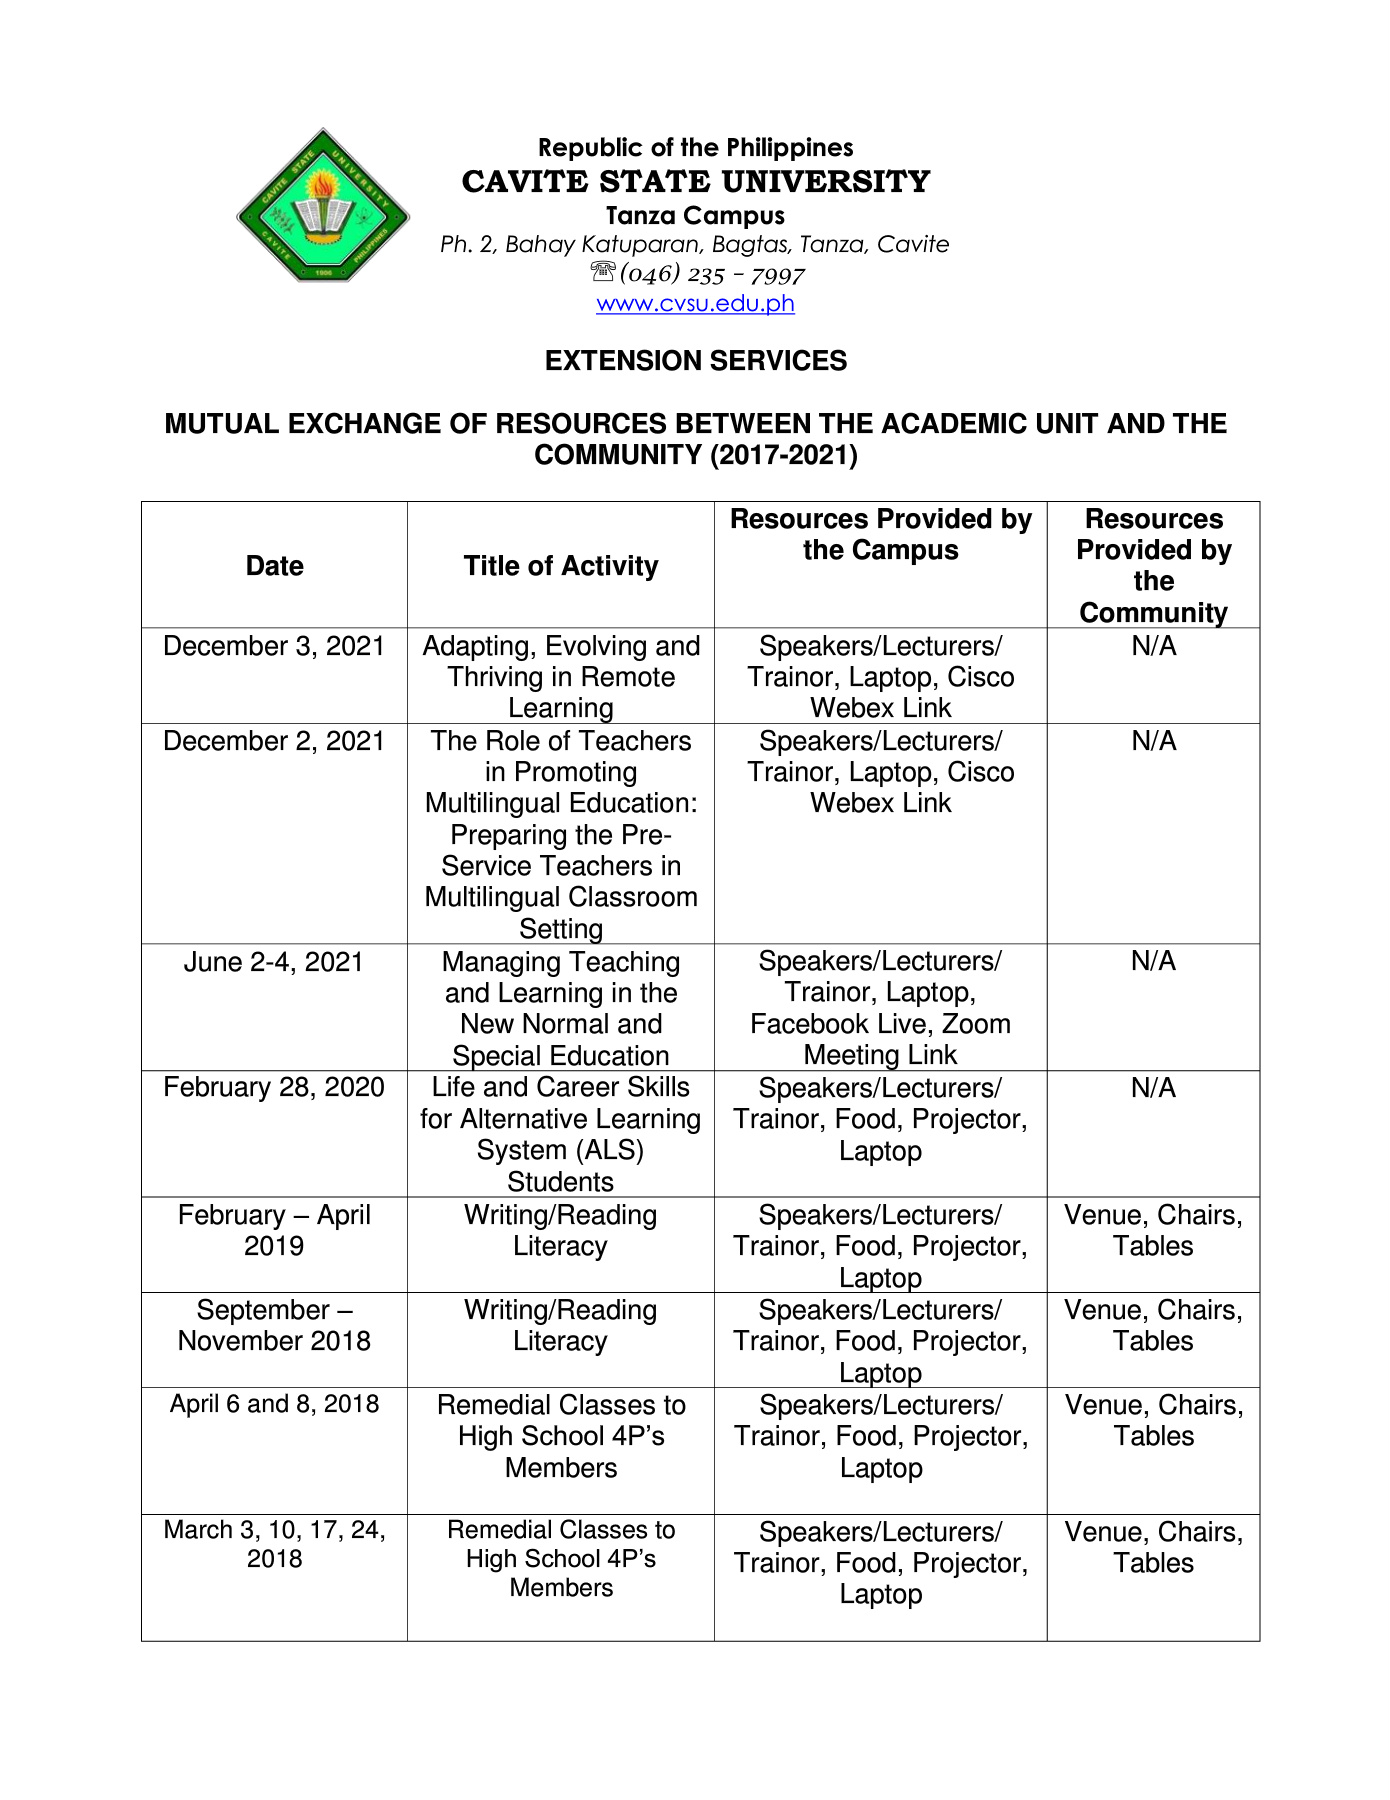 CAVITE STATE UNIVERSITY
CAVITE PHILIPPINES
1906
Republic of the Philippines
CAVITE STATE UNIVERSITY
Tanza Campus
Ph. 2, Bahay Katuparan, Bagtas, Tanza, Cavite
☏(046) 235 – 7997
www.cvsu.edu.ph
EXTENSION SERVICES
MUTUAL EXCHANGE OF RESOURCES BETWEEN THE ACADEMIC UNIT AND THE
COMMUNITY (2017-2021)
Date
Title of Activity
Resources Provided by
the Campus
Resources
Provided by
the
Community
December 3, 2021
Adapting, Evolving and
Thriving in Remote
Learning
Speakers/Lecturers/
Trainor, Laptop, Cisco
Webex Link
N/A
December 2, 2021
The Role of Teachers
in Promoting
Multilingual Education:
Preparing the Pre-
Service Teachers in
Multilingual Classroom
Setting
Speakers/Lecturers/
Trainor, Laptop, Cisco
Webex Link
N/A
June 2-4, 2021
Managing Teaching
and Learning in the
New Normal and
Special Education
Speakers/Lecturers/
Trainor, Laptop,
Facebook Live, Zoom
Meeting Link
N/A
February 28, 2020
Life and Career Skills
for Alternative Learning
System (ALS)
Students
Speakers/Lecturers/
Trainor, Food, Projector,
Laptop
N/A
February – April
2019
Writing/Reading
Literacy
Speakers/Lecturers/
Trainor, Food, Projector,
Laptop
Venue, Chairs,
Tables
September –
November 2018
Writing/Reading
Literacy
Speakers/Lecturers/
Trainor, Food, Projector,
Laptop
Venue, Chairs,
Tables
April 6 and 8, 2018
Remedial Classes to
High School 4P’s
Members
Speakers/Lecturers/
Trainor, Food, Projector,
Laptop
Venue, Chairs,
Tables
March 3, 10, 17, 24,
2018
Remedial Classes to
High School 4P’s
Members
Speakers/Lecturers/
Trainor, Food, Projector,
Laptop
Venue, Chairs,
Tables